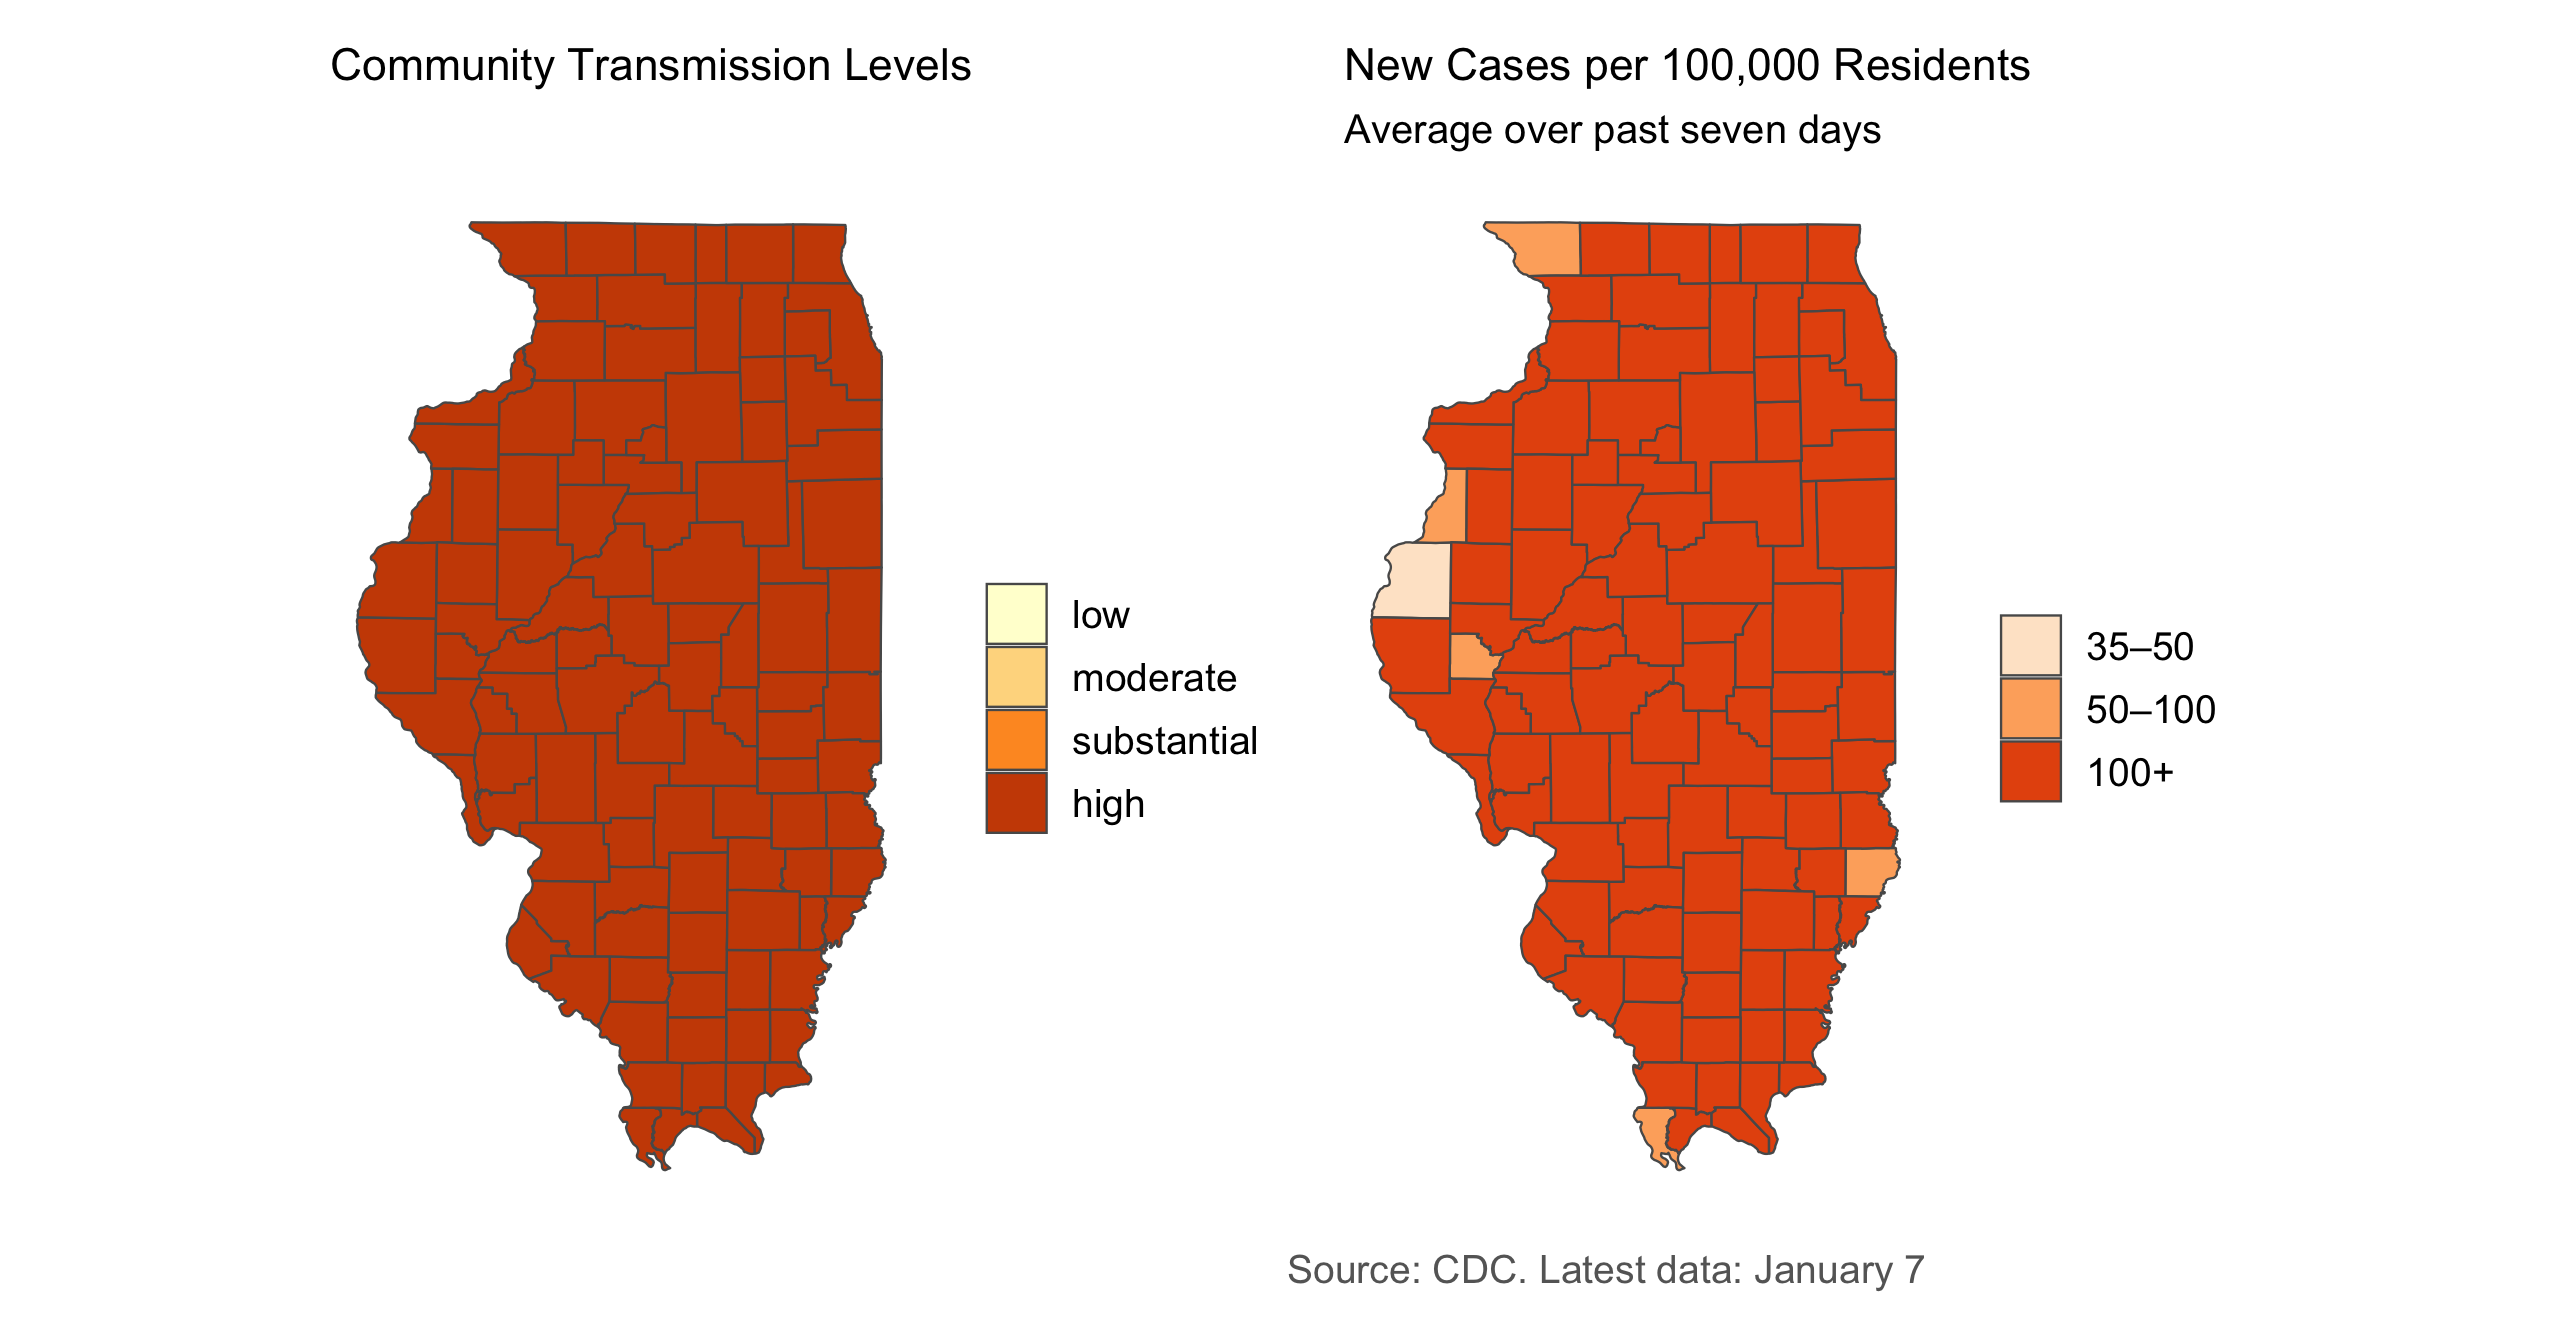 Community Transmission Levels
low
moderate
substantial
high
New Cases per 100,000 Residents
Average over past seven days
35–50
50–100
100+
Source: CDC. Latest data: January 7